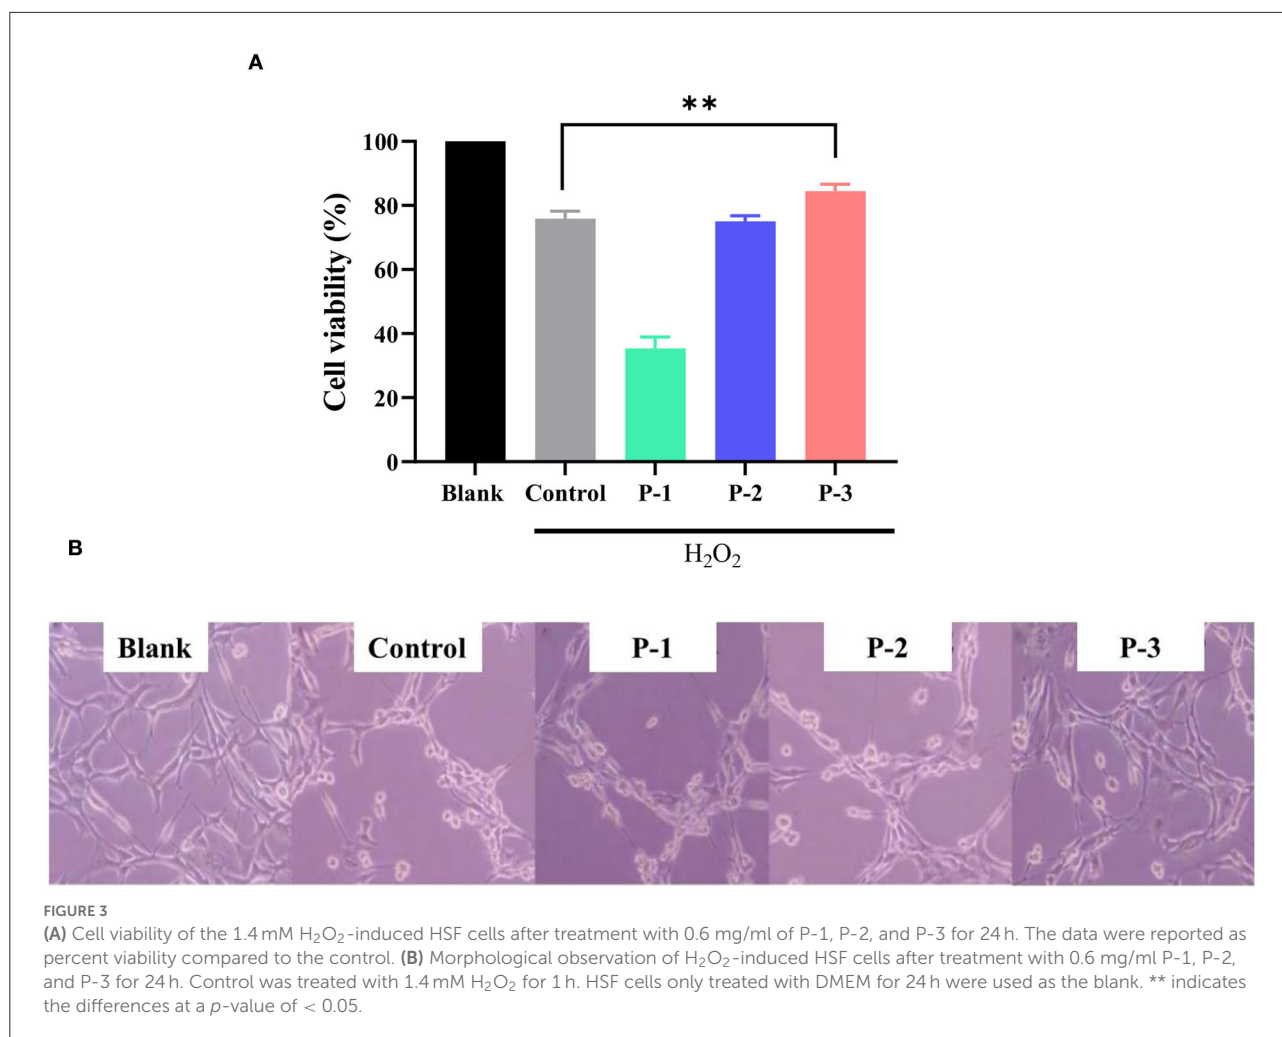 A
**
100
80
60
40
20
0
Cell viability (%)
Blank Control P-1 P-2 P-3
H₂O₂
B
Blank Control P-1 P-2 P-3
FIGURE 3
(A) Cell viability of the 1.4 mM H₂O₂-induced HSF cells after treatment with 0.6 mg/ml of P-1, P-2, and P-3 for 24 h. The data were reported as
percent viability compared to the control. (B) Morphological observation of H₂O₂-induced HSF cells after treatment with 0.6 mg/ml P-1, P-2,
and P-3 for 24 h. Control was treated with 1.4 mM H₂O₂ for 1 h. HSF cells only treated with DMEM for 24 h were used as the blank. ** indicates
the differences at a p-value of < 0.05.